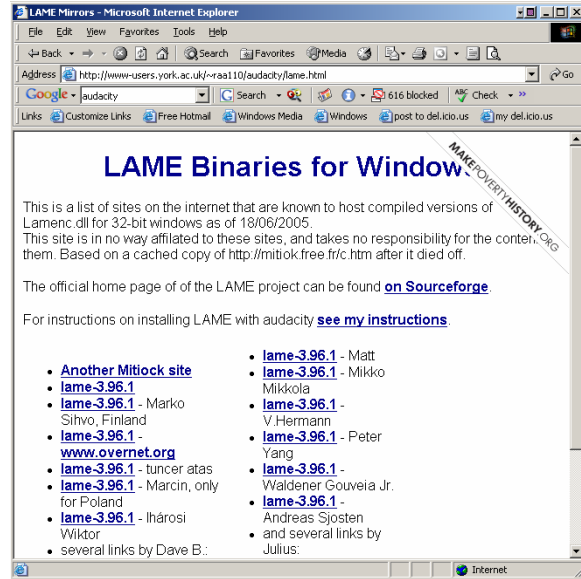 LAME Mirrors - Microsoft Internet Explorer
File Edit View Favorites Tools Help
Back Search Favorites Media
Address http://www-users.york.ac.uk/~raa110/audacity/lame.html Go
Google audacity Search 616 blocked Check »
Links Customize Links Free Hotmail Windows Media Windows post to del.icio.us my del.icio.us
MAKEPOVERTYHISTORY.ORG
LAME Binaries for Window
This is a list of sites on the internet that are known to host compiled versions of
Lamenc.dll for 32-bit windows as of 18/06/2005.
This site is in no way affilated to these sites, and takes no responsibility for the conten
them. Based on a cached copy of http://mitiok.free.fr/c.htm after it died off.
The official home page of of the LAME project can be found on Sourceforge.
For instructions on installing LAME with audacity see my instructions.
Another Mitiock site
lame-3.96.1
lame-3.96.1 - Marko
Sihvo, Finland
lame-3.96.1 -
www.overnet.org
lame-3.96.1 - tuncer atas
lame-3.96.1 - Marcin, only
for Poland
lame-3.96.1 - Ihárosi
Wiktor
several links by Dave B.:
lame-3.96.1 - Matt
lame-3.96.1 - Mikko
Mikkola
lame-3.96.1 -
V.Hermann
lame-3.96.1 - Peter
Yang
lame-3.96.1 -
Waldener Gouveia Jr.
lame-3.96.1 -
Andreas Sjosten
and several links by
Julius:
Internet